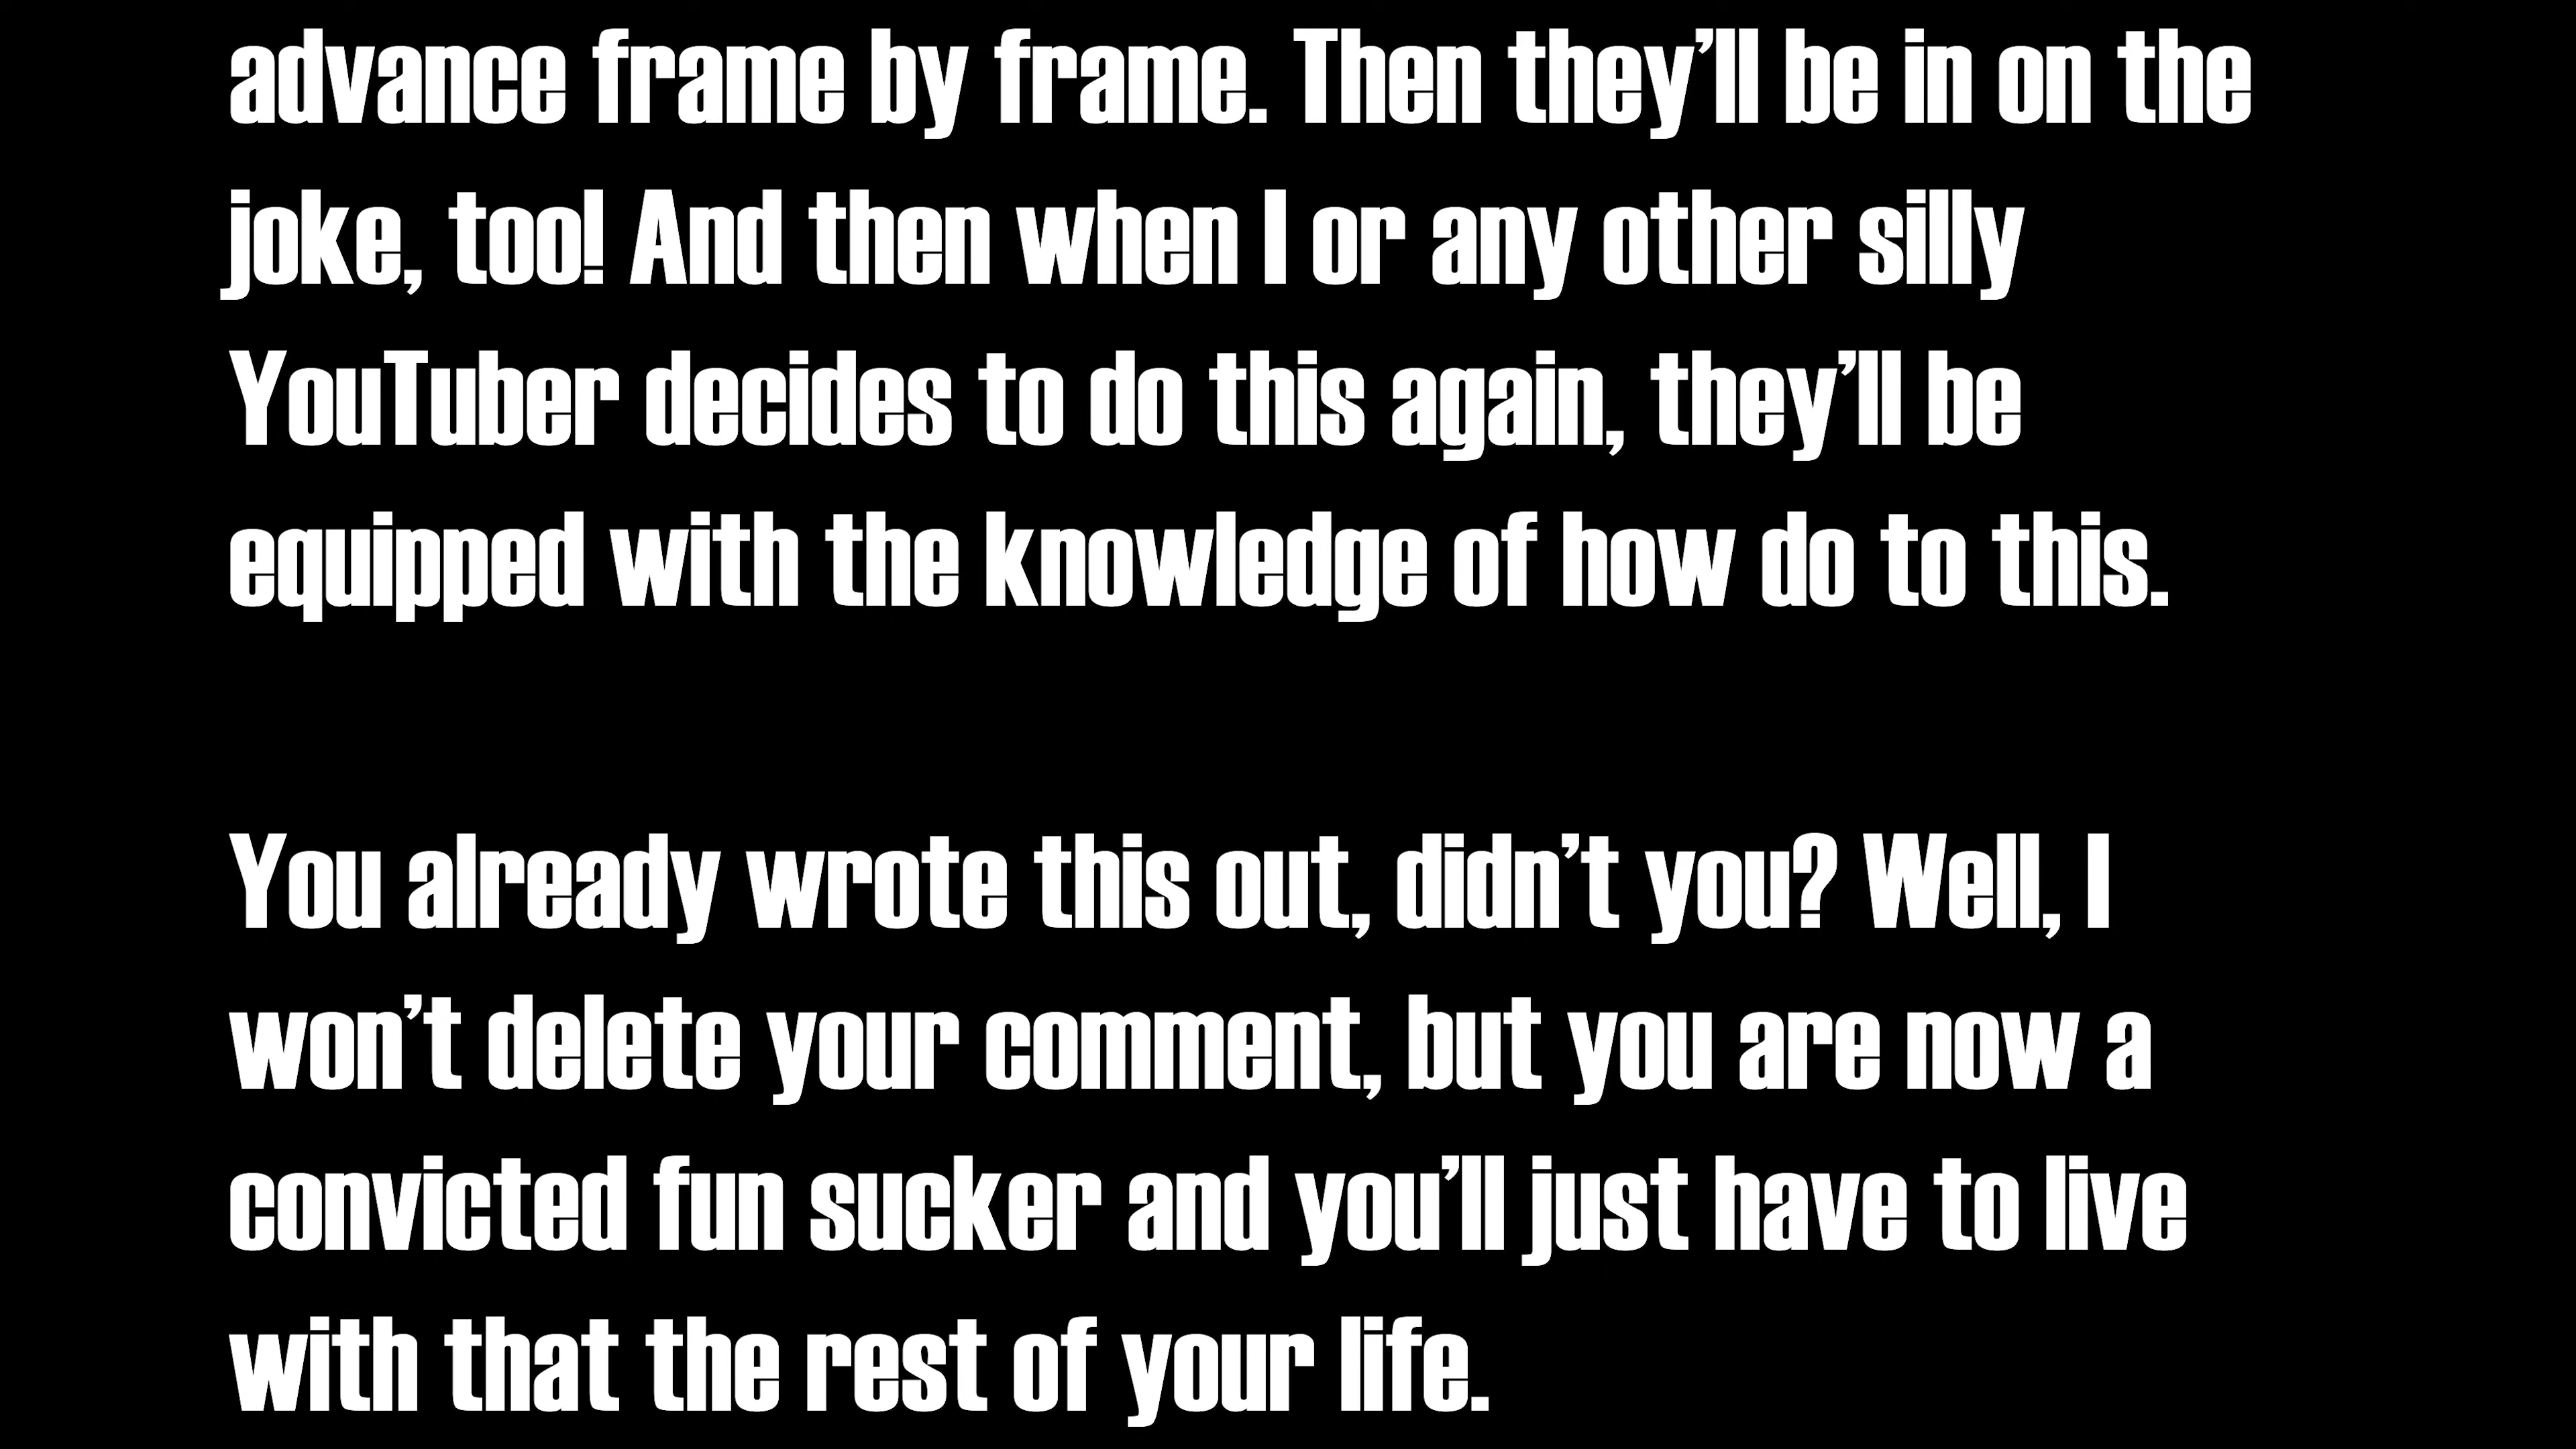 advance frame by frame. Then they’ll be in on the
joke, too! And then when I or any other silly
YouTuber decides to do this again, they’ll be
equipped with the knowledge of how do to this.
You already wrote this out, didn’t you? Well, I
won’t delete your comment, but you are now a
convicted fun sucker and you’ll just have to live
with that the rest of your life.